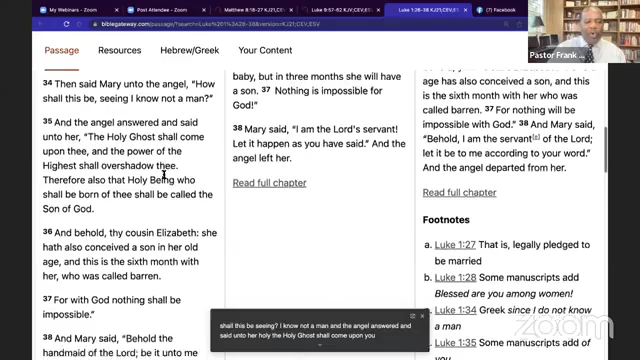 My Webinars - Zoom
Post Attendee - Zoom
Matthew 8:18-27 KJ21;CEV;ESV
Luke 9:57-62 KJ21;CEV;ESV
Luke 1:26-38 KJ21;CEV;ESV
(1) Facebook
biblegateway.com/passage/?search=Luke%201%3A26-38&version=KJ21;CEV;ESV
Passage
Resources
Hebrew/Greek
Your Content
34 Then said Mary unto the angel, "How
shall this be, seeing I know not a man?"
35 And the angel answered and said
unto her, "The Holy Ghost shall come
upon thee, and the power of the
Highest shall overshadow thee.
Therefore also that Holy Being who
shall be born of thee shall be called the
Son of God.
36 And behold, thy cousin Elizabeth: she
hath also conceived a son in her old
age, and this is the sixth month with
her, who was called barren.
37 For with God nothing shall be
impossible."
38 And Mary said, "Behold the
handmaid of the Lord; be it unto me
baby, but in three months she will have
a son. 37 Nothing is impossible for
God!"
38 Mary said, "I am the Lord's servant!
Let it happen as you have said." And the
angel left her.
Read full chapter
age has also conceived a son, and this
is the sixth month with her who was
called barren. 37 For nothing will be
impossible with God." 38 And Mary said,
"Behold, I am the servant of the Lord;
let it be to me according to your word."
And the angel departed from her.
Read full chapter
Footnotes
a. Luke 1:27 That is, legally pledged to
be married
b. Luke 1:28 Some manuscripts add
Blessed are you among women!
c. Luke 1:34 Greek since I do not know
a man
d. Luke 1:35 Some manuscripts add of
you
shall this be seeing? I know not a man and the angel answered and
said unto her holy the Holy Ghost shall come upon you
Pastor Frank
zoom